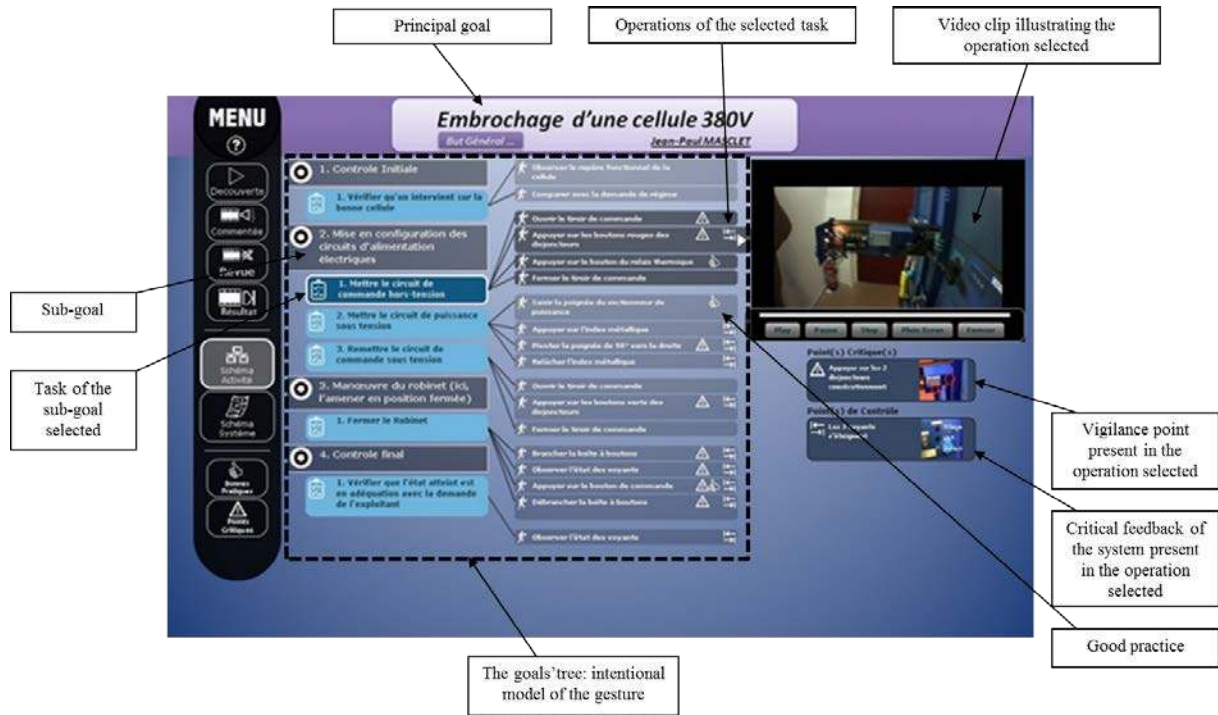 Principal goal
Operations of the selected task
Video clip illustrating the
operation selected
MENU
?
Découverte
Commentée
Révue
Résultat
Schéma
Activité
Schéma
Système
Bonnes
Pratiques
Points
Critiques
Embrochage d'une cellule 380V
But Général ...
Jean-Paul MASCLET
1. Controle Initiale
1. Vérifier qu'on intervient sur la
bonne cellule
2. Mise en configuration des
circuits d'alimentation
électriques
1. Mettre le circuit de
commande hors-tension
2. Mettre le circuit de puissance
sous tension
3. Remettre le circuit de
commande sous tension
3. Manœuvre du robinet (ici,
l'amener en position fermée)
1. Fermer le Robinet
4. Controle final
1. Vérifier que l'état atteint est
en adéquation avec la demande
de l'exploitant
Observer le repère fonctionnel de la
cellule
Comparer avec la demande de régime
Ouvrir le tiroir de commande
Appuyer sur les boutons rouges des
disjoncteurs
Appuyer sur le bouton du relais thermique
Fermer le tiroir de commande
Saisir la poignée du sectionneur de
puissance
Appuyer sur l'index métallique
Pivoter la poignée de 90° vers la droite
Relâcher l'index métallique
Ouvrir le tiroir de commande
Appuyer sur les boutons verts des
disjoncteurs
Fermer le tiroir de commande
Brancher la boîte à boutons
Observer l'état des voyants
Appuyer sur le bouton de commande
Débrancher la boîte à boutons
Observer l'état des voyants
Play
Pause
Stop
Plein Ecran
Fermer
Point(s) Critique(s)
Appuyer sur les 2
disjoncteurs
Point(s) de Contrôle
Les voyants
s'éteignent
Sub-goal
Task of the
sub-goal
selected
Vigilance point
present in the
operation selected
Critical feedback of
the system present
in the operation
selected
Good practice
The goals'tree: intentional
model of the gesture